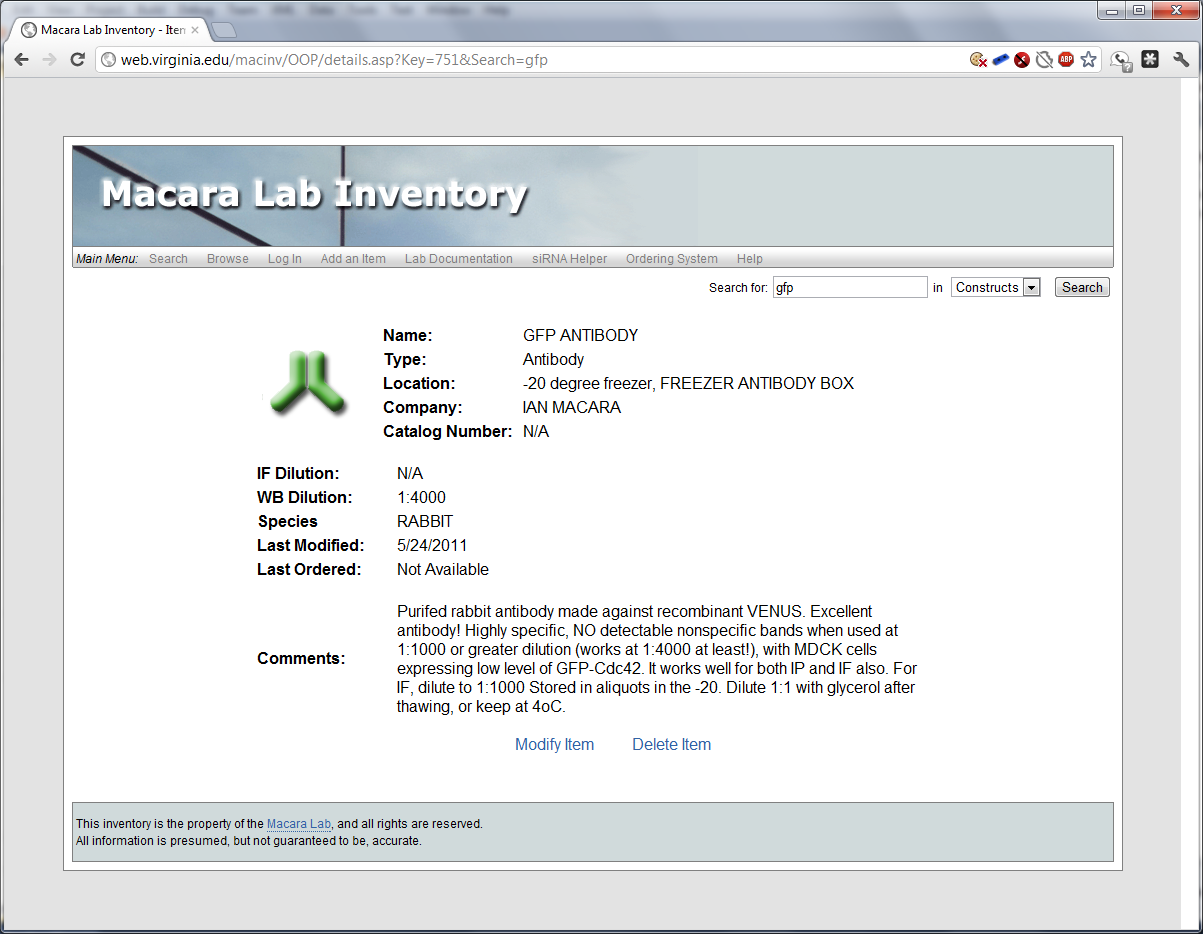 Macara Lab Inventory - Iten
web.virginia.edu/macinv/OOP/details.asp?Key=751&Search=gfp
ABP
Macara Lab Inventory
Main Menu: Search Browse Log In Add an Item Lab Documentation siRNA Helper Ordering System Help
Search for: gfp in Constructs Search
Name: GFP ANTIBODY
Type: Antibody
Location: -20 degree freezer, FREEZER ANTIBODY BOX
Company: IAN MACARA
Catalog Number: N/A
IF Dilution: N/A
WB Dilution: 1:4000
Species RABBIT
Last Modified: 5/24/2011
Last Ordered: Not Available
Comments:
Purifed rabbit antibody made against recombinant VENUS. Excellent
antibody! Highly specific, NO detectable nonspecific bands when used at
1:1000 or greater dilution (works at 1:4000 at least!), with MDCK cells
expressing low level of GFP-Cdc42. It works well for both IP and IF also. For
IF, dilute to 1:1000 Stored in aliquots in the -20. Dilute 1:1 with glycerol after
thawing, or keep at 4oC.
Modify Item Delete Item
This inventory is the property of the Macara Lab, and all rights are reserved.
All information is presumed, but not guaranteed to be, accurate.